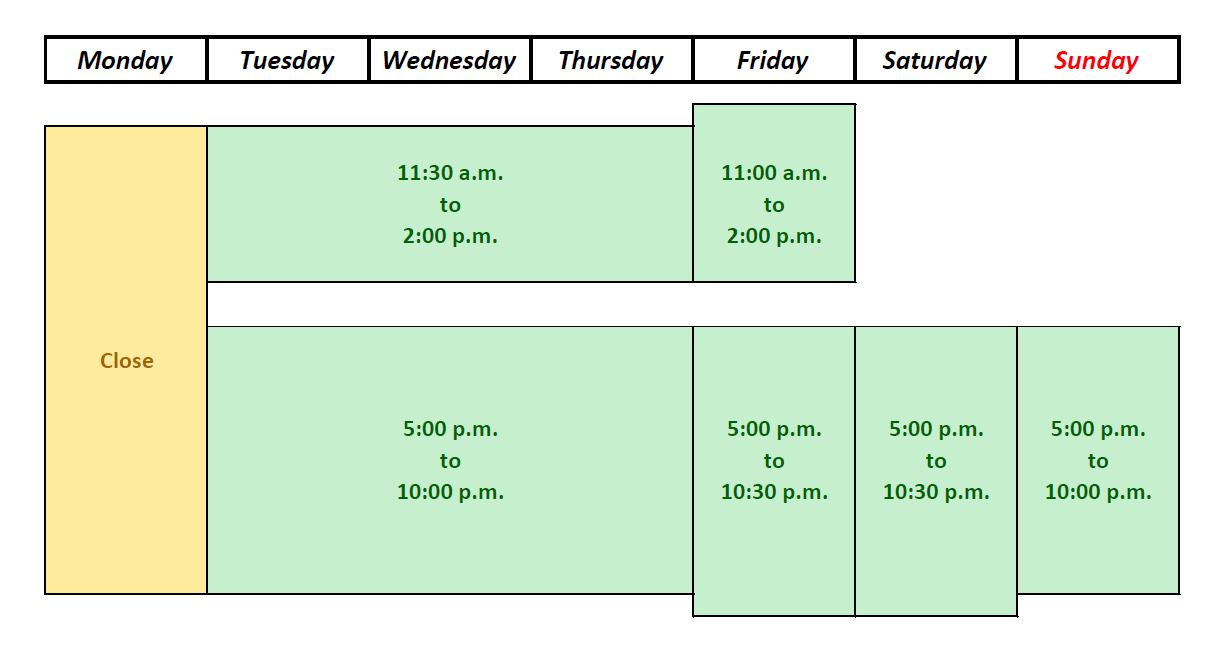 Monday Tuesday Wednesday Thursday Friday Saturday Sunday
11:30 a.m.
to
2:00 p.m.
11:00 a.m.
to
2:00 p.m.
Close
5:00 p.m.
to
10:00 p.m.
5:00 p.m.
to
10:30 p.m.
5:00 p.m.
to
10:30 p.m.
5:00 p.m.
to
10:00 p.m.